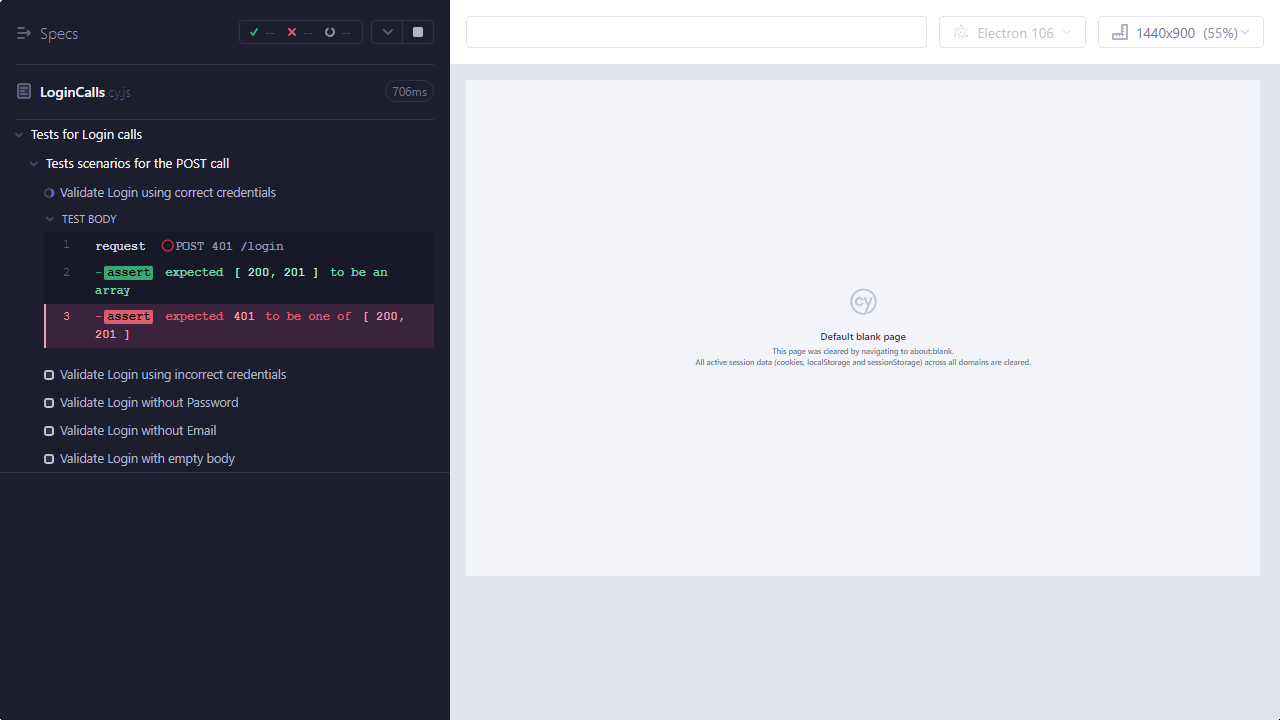 Specs
-- -- --
LoginCalls.cy.js
706ms
Tests for Login calls
Tests scenarios for the POST call
Validate Login using correct credentials
TEST BODY
1 request POST 401 /login
2 -assert expected [ 200, 201 ] to be an
array
3 -assert expected 401 to be one of [ 200,
201 ]
Validate Login using incorrect credentials
Validate Login without Password
Validate Login without Email
Validate Login with empty body
Electron 106
1440x900 (55%)
cy
Default blank page
This page was cleared by navigating to about:blank.
All active session data (cookies, localStorage and sessionStorage) across all domains are cleared.